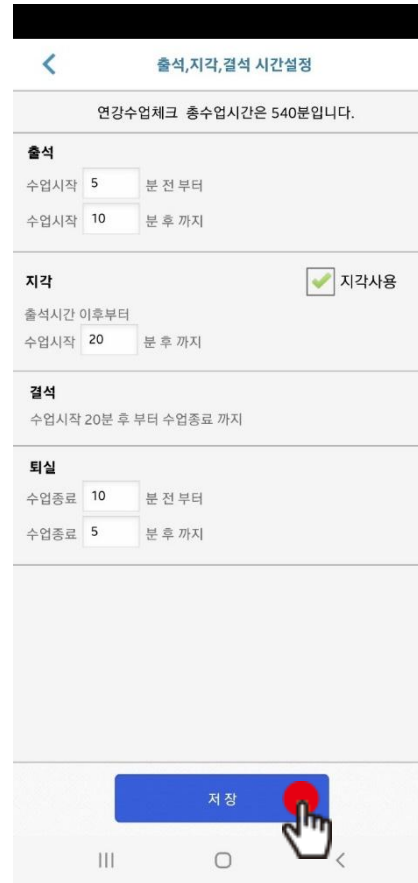 출석,지각,결석 시간설정
연강수업체크 총수업시간은 540분입니다.
출석
수업시작 5 분 전 부터
수업시작 10 분 후 까지
지각 지각사용
출석시간 이후부터
수업시작 20 분 후 까지
결석
수업시작 20분 후 부터 수업종료 까지
퇴실
수업종료 10 분 전 부터
수업종료 5 분 후 까지
저 장